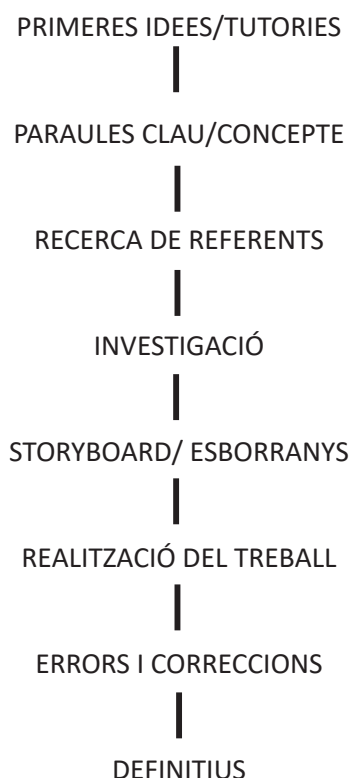 PRIMERES IDEES/TUTORIES
PARAULES CLAU/CONCEPTE
RECERCA DE REFERENTS
INVESTIGACIÓ
STORYBOARD/ ESBORRANYS
REALITZACIÓ DEL TREBALL
ERRORS I CORRECCIONS
DEFINITIUS